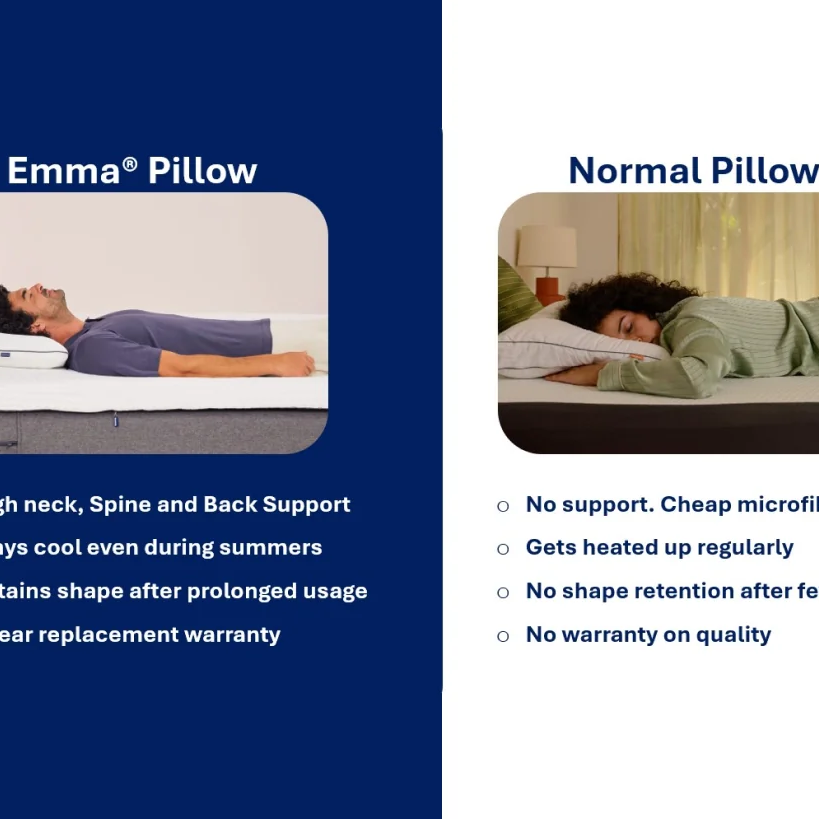 Emma® Pillow
gh neck, Spine and Back Support
ays cool even during summers
tains shape after prolonged usage
ear replacement warranty
Normal Pillow
No support. Cheap microfi
Gets heated up regularly
No shape retention after fe
No warranty on quality